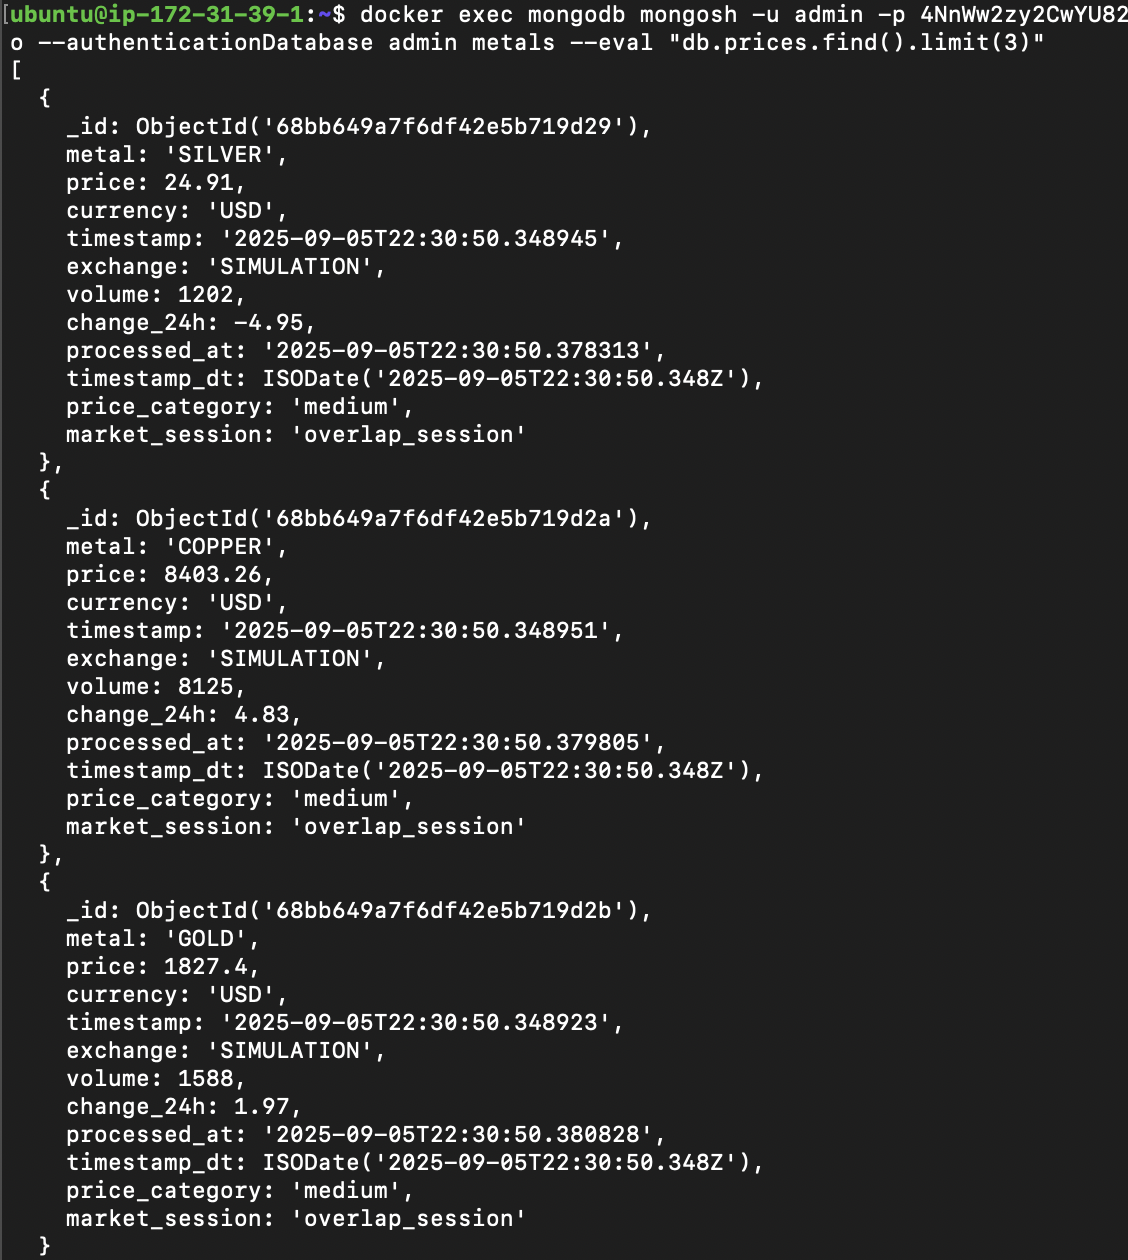 [ubuntu@ip-172-31-39-1:~$ docker exec mongodb mongosh -u admin -p 4NnWw2zy2CwYU82
o --authenticationDatabase admin metals --eval "db.prices.find().limit(3)"
[
  {
    _id: ObjectId('68bb649a7f6df42e5b719d29'),
    metal: 'SILVER',
    price: 24.91,
    currency: 'USD',
    timestamp: '2025-09-05T22:30:50.348945',
    exchange: 'SIMULATION',
    volume: 1202,
    change_24h: -4.95,
    processed_at: '2025-09-05T22:30:50.378313',
    timestamp_dt: ISODate('2025-09-05T22:30:50.348Z'),
    price_category: 'medium',
    market_session: 'overlap_session'
  },
  {
    _id: ObjectId('68bb649a7f6df42e5b719d2a'),
    metal: 'COPPER',
    price: 8403.26,
    currency: 'USD',
    timestamp: '2025-09-05T22:30:50.348951',
    exchange: 'SIMULATION',
    volume: 8125,
    change_24h: 4.83,
    processed_at: '2025-09-05T22:30:50.379805',
    timestamp_dt: ISODate('2025-09-05T22:30:50.348Z'),
    price_category: 'medium',
    market_session: 'overlap_session'
  },
  {
    _id: ObjectId('68bb649a7f6df42e5b719d2b'),
    metal: 'GOLD',
    price: 1827.4,
    currency: 'USD',
    timestamp: '2025-09-05T22:30:50.348923',
    exchange: 'SIMULATION',
    volume: 1588,
    change_24h: 1.97,
    processed_at: '2025-09-05T22:30:50.380828',
    timestamp_dt: ISODate('2025-09-05T22:30:50.348Z'),
    price_category: 'medium',
    market_session: 'overlap_session'
  }